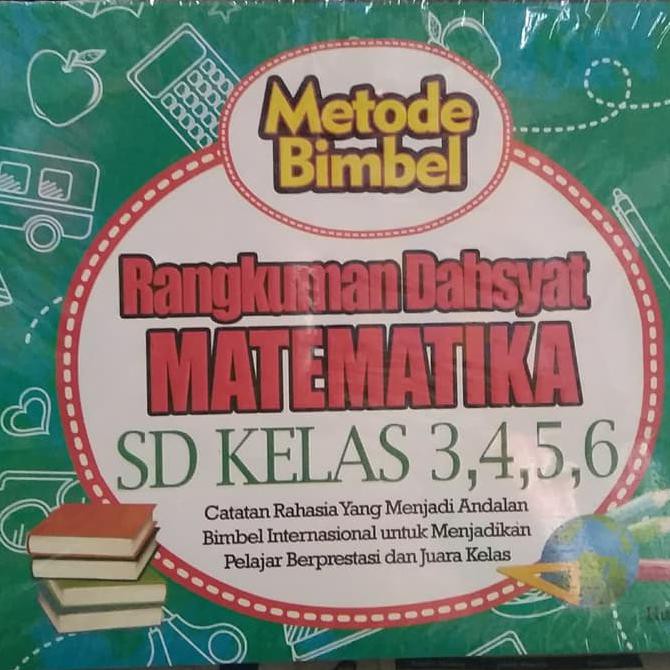 Metode
Bimbel
Rangkuman Dahsyat
MATEMATIKA
SD KELAS 3,4,5,6
Catatan Rahasia Yang Menjadi Andalan
Bimbel Internasional untuk Menjadikan
Pelajar Berprestasi dan Juara Kelas